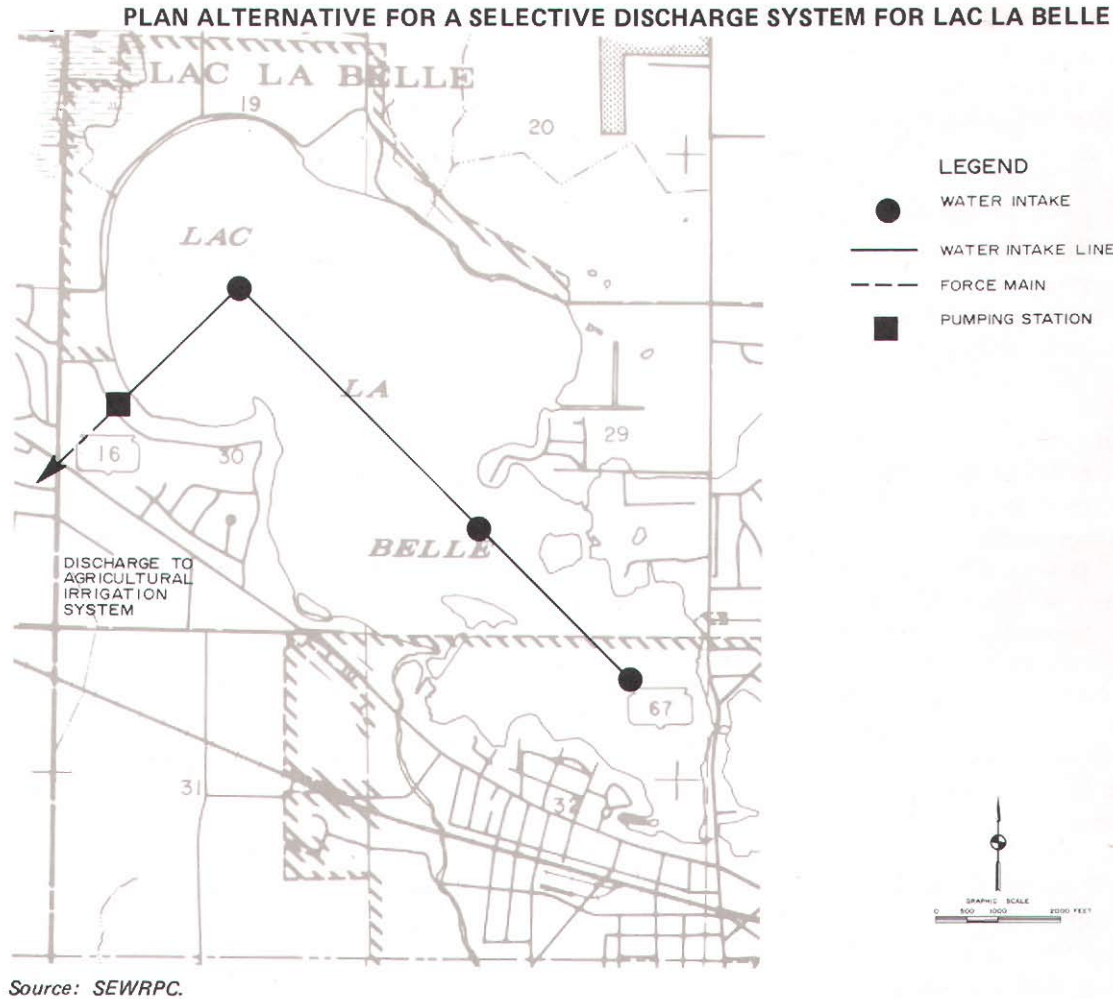 PLAN ALTERNATIVE FOR A SELECTIVE DISCHARGE SYSTEM FOR LAC LA BELLE
LAC LA BELLE
19
20
LAC
LA
BELLE
29
30
16
DISCHARGE TO
AGRICULTURAL
IRRIGATION
SYSTEM
67
31
32
LEGEND
WATER INTAKE
WATER INTAKE LINE
FORCE MAIN
PUMPING STATION
GRAPHIC SCALE
0 500 1000 2000 FEET
Source: SEWRPC.